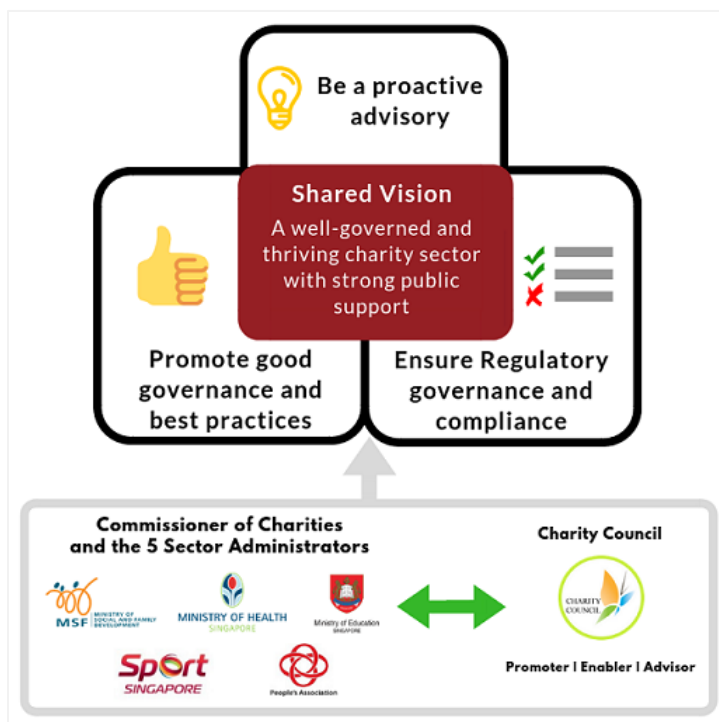 Be a proactive
advisory
Shared Vision
A well-governed and
thriving charity sector
with strong public
support
Promote good
governance and
best practices
Ensure Regulatory
governance and
compliance
Commissioner of Charities
and the 5 Sector Administrators
Charity Council
MSF
MINISTRY OF
SOCIAL AND FAMILY
DEVELOPMENT
MINISTRY OF HEALTH
SINGAPORE
Ministry of Education
SINGAPORE
CHARITY
COUNCIL
Sport
SINGAPORE
People's Association
Promoter | Enabler | Advisor